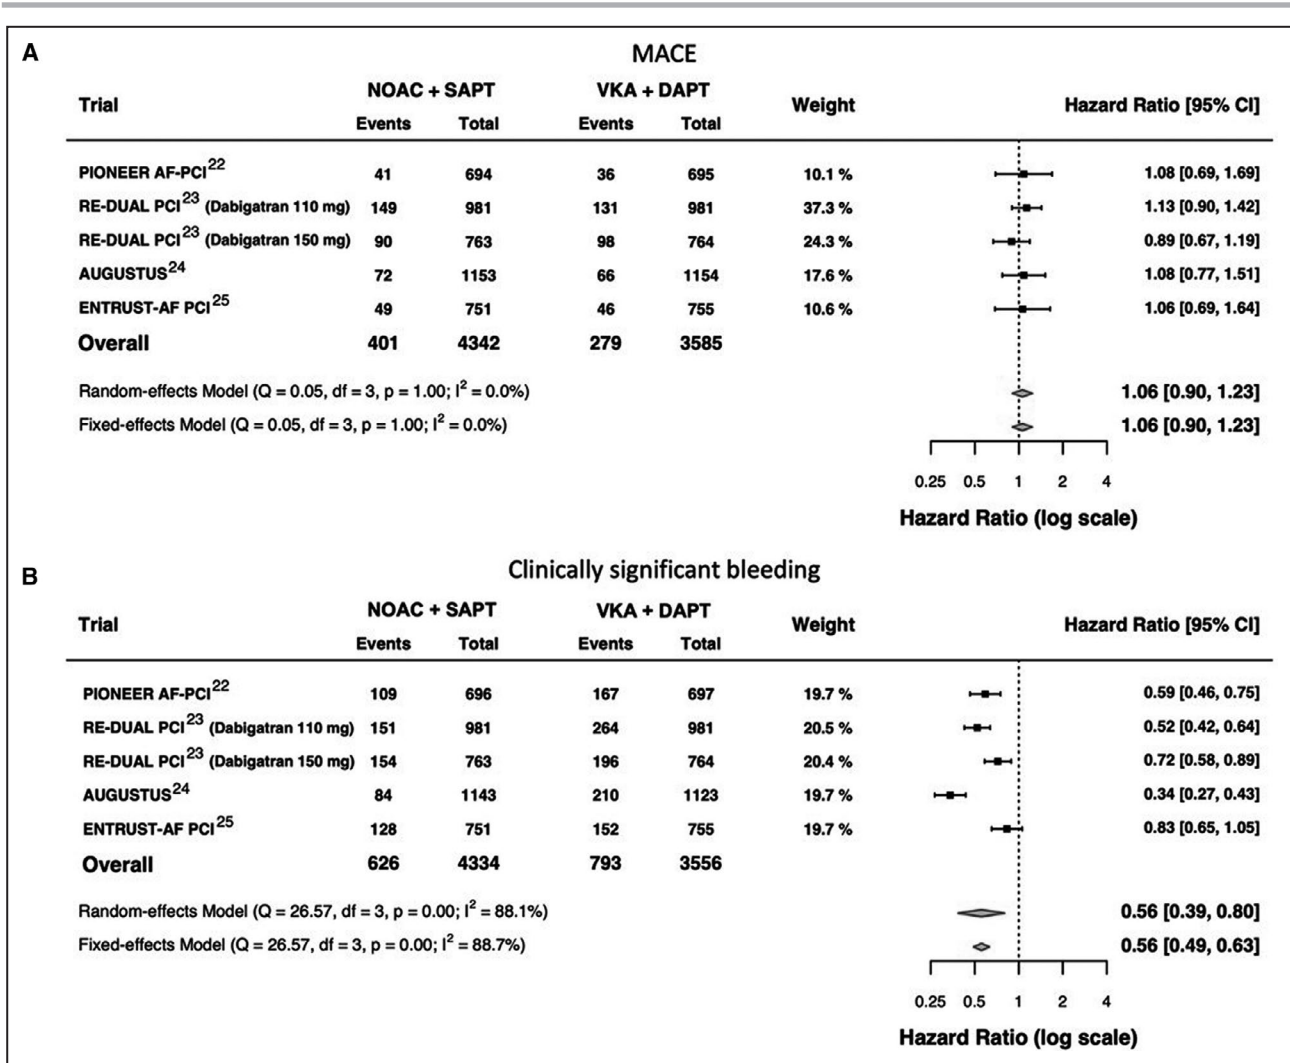 A
MACE
Trial NOAC + SAPT VKA + DAPT Weight Hazard Ratio [95% CI]
Events Total Events Total
PIONEER AF-PCI22 41 694 36 695 10.1 % 1.08 [0.69, 1.69]
RE-DUAL PCI23 (Dabigatran 110 mg) 149 981 131 981 37.3 % 1.13 [0.90, 1.42]
RE-DUAL PCI23 (Dabigatran 150 mg) 90 763 98 764 24.3 % 0.89 [0.67, 1.19]
AUGUSTUS24 72 1153 66 1154 17.6 % 1.08 [0.77, 1.51]
ENTRUST-AF PCI25 49 751 46 755 10.6 % 1.06 [0.69, 1.64]
Overall 401 4342 279 3585
Random-effects Model (Q = 0.05, df = 3, p = 1.00; I2 = 0.0%) 1.06 [0.90, 1.23]
Fixed-effects Model (Q = 0.05, df = 3, p = 1.00; I2 = 0.0%) 1.06 [0.90, 1.23]
0.25 0.5 1 2 4
Hazard Ratio (log scale)
B
Clinically significant bleeding
Trial NOAC + SAPT VKA + DAPT Weight Hazard Ratio [95% CI]
Events Total Events Total
PIONEER AF-PCI22 109 696 167 697 19.7 % 0.59 [0.46, 0.75]
RE-DUAL PCI23 (Dabigatran 110 mg) 151 981 264 981 20.5 % 0.52 [0.42, 0.64]
RE-DUAL PCI23 (Dabigatran 150 mg) 154 763 196 764 20.4 % 0.72 [0.58, 0.89]
AUGUSTUS24 84 1143 210 1123 19.7 % 0.34 [0.27, 0.43]
ENTRUST-AF PCI25 128 751 152 755 19.7 % 0.83 [0.65, 1.05]
Overall 626 4334 793 3556
Random-effects Model (Q = 26.57, df = 3, p = 0.00; I2 = 88.1%) 0.56 [0.39, 0.80]
Fixed-effects Model (Q = 26.57, df = 3, p = 0.00; I2 = 88.7%) 0.56 [0.49, 0.63]
0.25 0.5 1 2 4
Hazard Ratio (log scale)